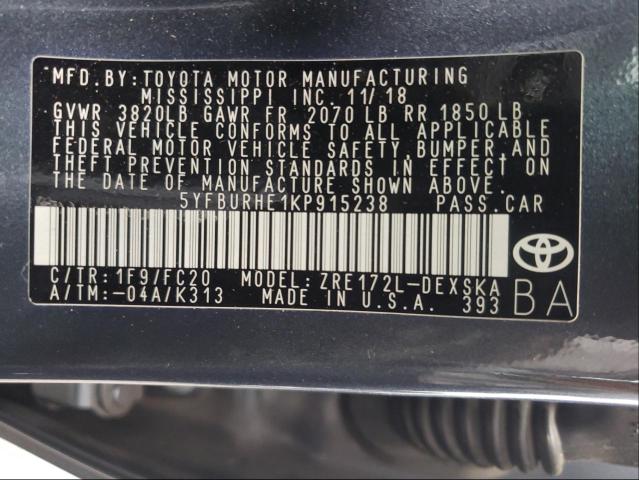 MFD. BY: TOYOTA MOTOR MANUFACTURING
MISSISSIPPI INC. 11/18
GVWR 3820LB GAWR FR 2070 LB RR 1850 LB
THIS VEHICLE CONFORMS TO ALL APPLICABLE
FEDERAL MOTOR VEHICLE SAFETY, BUMPER, AND
THEFT PREVENTION STANDARDS IN EFFECT ON
THE DATE OF MANUFACTURE SHOWN ABOVE.
5YFBURHE1KP915238 PASS.CAR
C/TR: 1F9/FC20 MODEL: ZRE172L-DEXSKA
A/TM: -04A/K313 MADE IN U.S.A. 393
BA